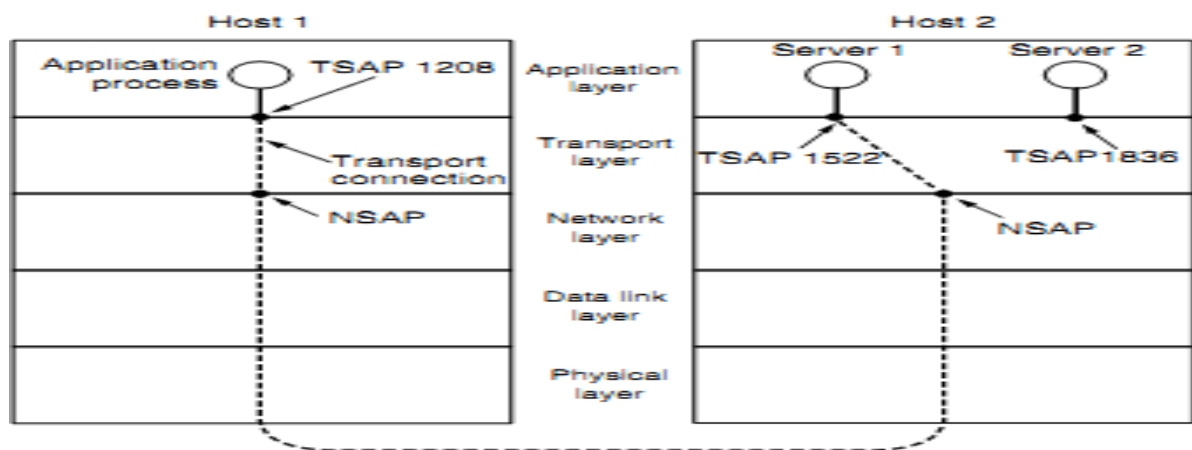 Host 1
Host 2
Application
process
TSAP 1208
Application
layer
Server 1
Server 2
Transport
connection
Transport
layer
TSAP 1522
TSAP1836
NSAP
Network
layer
NSAP
Data link
layer
Physical
layer